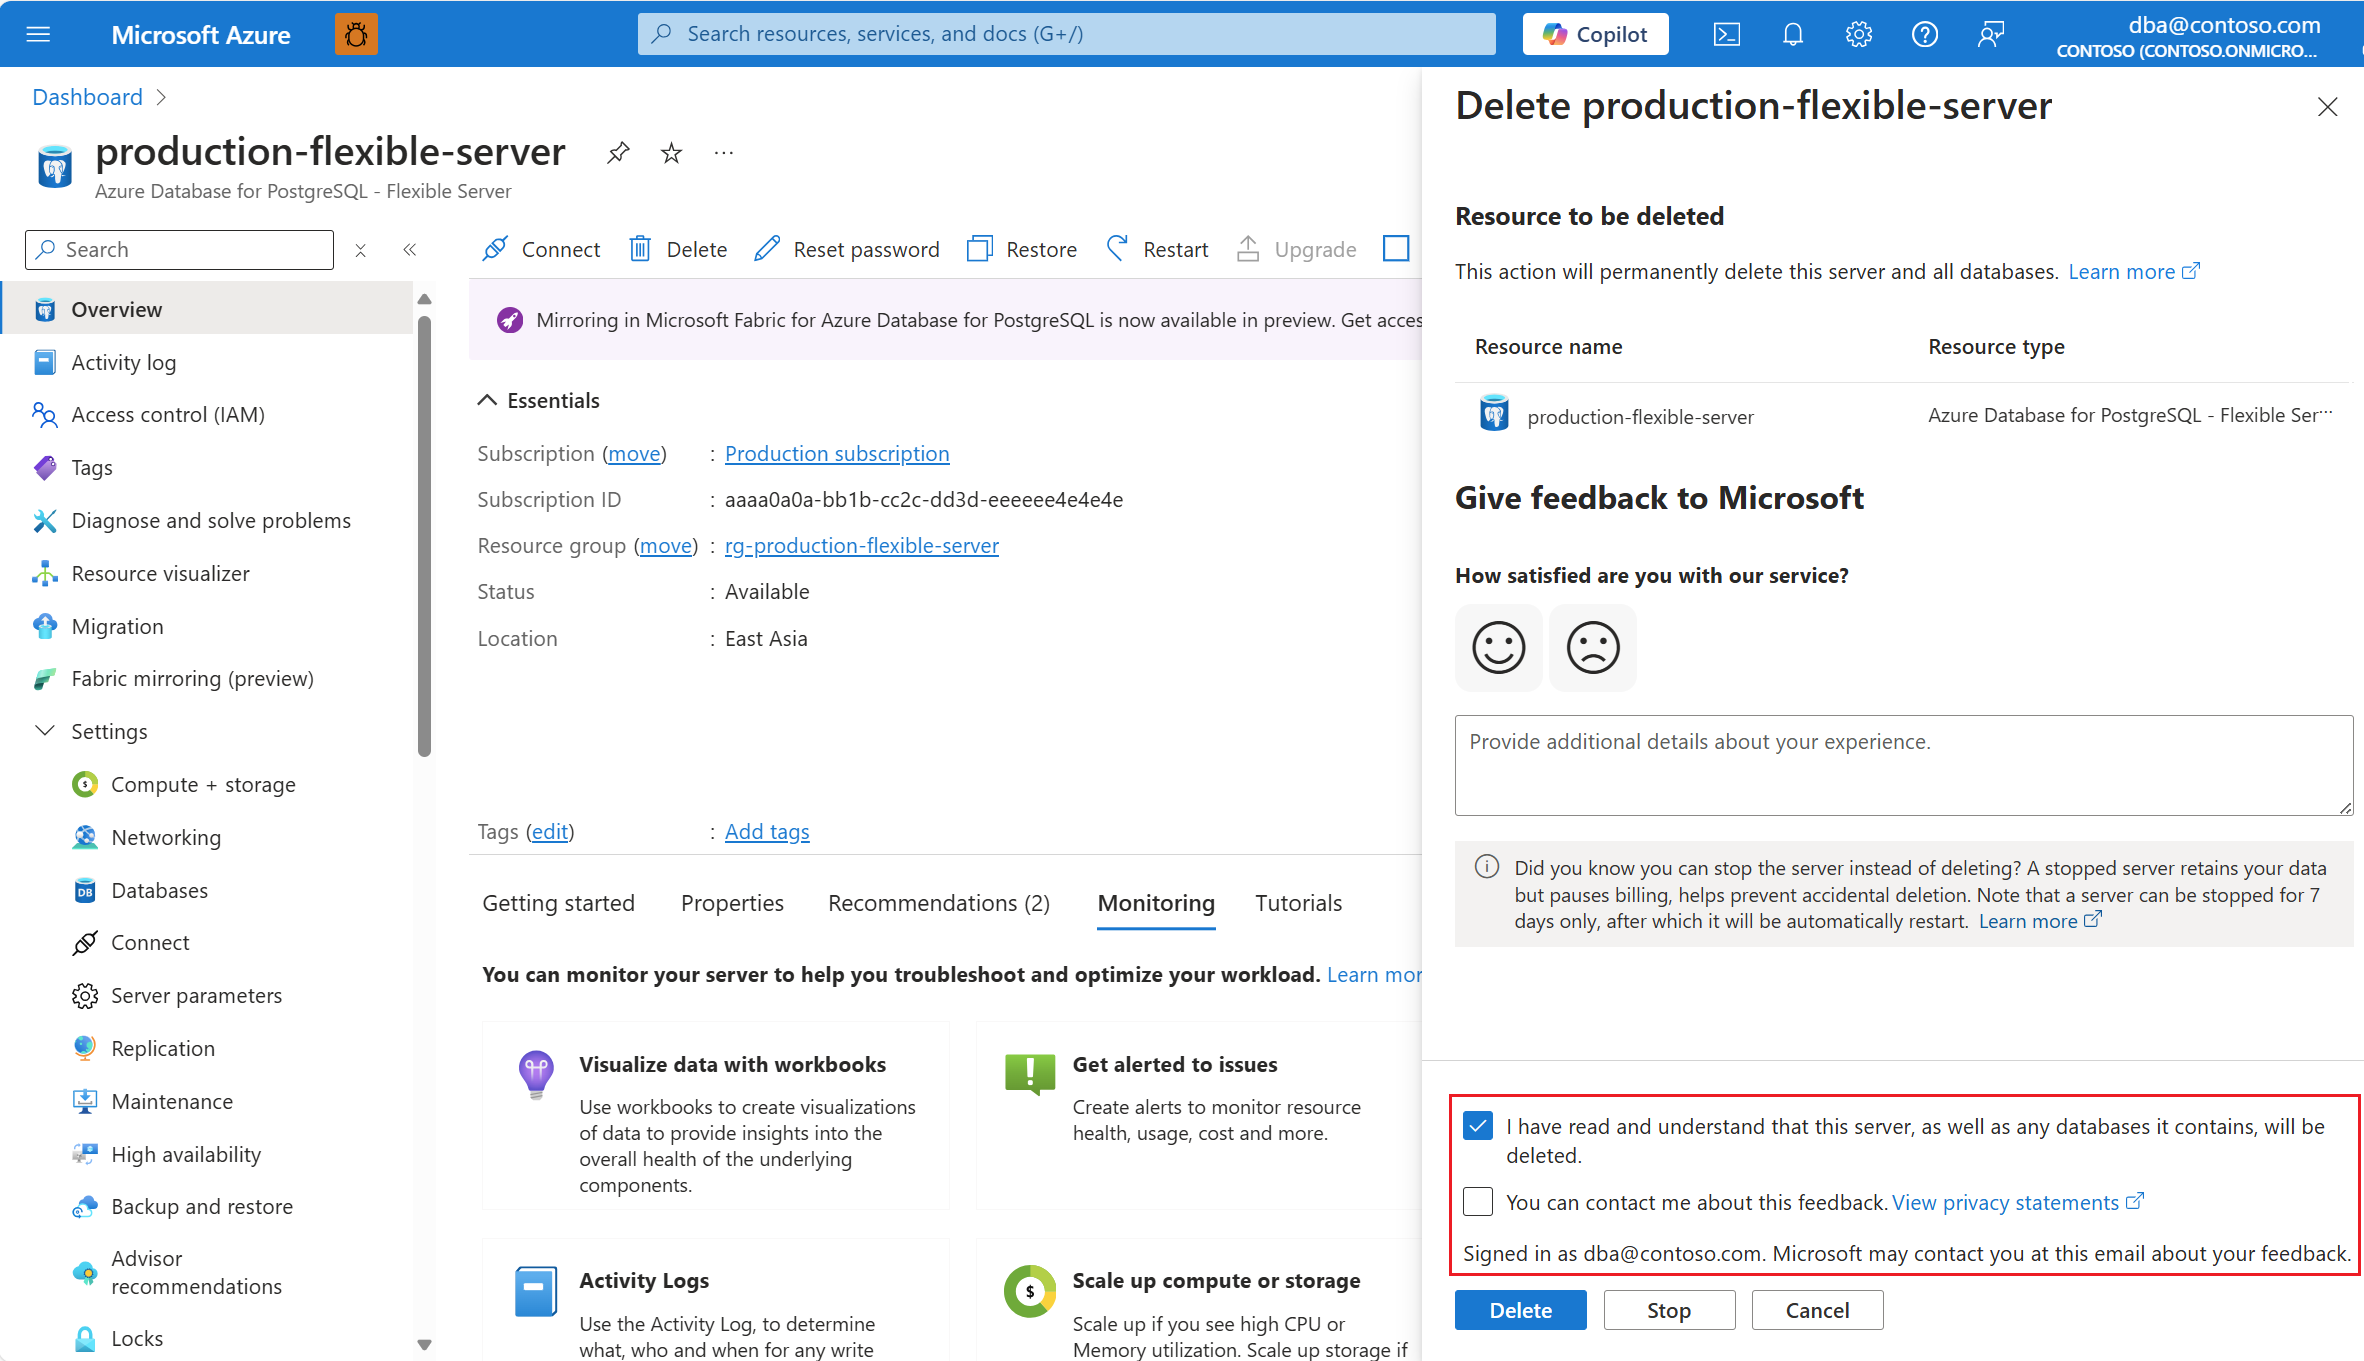 Microsoft Azure
Search resources, services, and docs (G+/)
Copilot
dba@contoso.com
CONTOSO (CONTOSO.ONMICRO...
Dashboard
production-flexible-server
Azure Database for PostgreSQL - Flexible Server
Search
Overview
Activity log
Access control (IAM)
Tags
Diagnose and solve problems
Resource visualizer
Migration
Fabric mirroring (preview)
Settings
Compute + storage
Networking
Databases
Connect
Server parameters
Replication
Maintenance
High availability
Backup and restore
Advisor
recommendations
Locks
Connect
Delete
Reset password
Restore
Restart
Upgrade
Mirroring in Microsoft Fabric for Azure Database for PostgreSQL is now available in preview. Get acces
Essentials
Subscription (move) : Production subscription
Subscription ID : aaaa0a0a-bb1b-cc2c-dd3d-eeeeee4e4e4e
Resource group (move) : rg-production-flexible-server
Status : Available
Location : East Asia
Tags (edit) : Add tags
Getting started
Properties
Recommendations (2)
Monitoring
Tutorials
You can monitor your server to help you troubleshoot and optimize your workload. Learn mor
Visualize data with workbooks
Use workbooks to create visualizations
of data to provide insights into the
overall health of the underlying
components.
Get alerted to issues
Create alerts to monitor resource
health, usage, cost and more.
Activity Logs
Use the Activity Log, to determine
what, who and when for any write
Scale up compute or storage
Scale up if you see high CPU or
Memory utilization. Scale up storage if
Delete production-flexible-server
Resource to be deleted
This action will permanently delete this server and all databases. Learn more
Resource name
Resource type
production-flexible-server
Azure Database for PostgreSQL - Flexible Ser...
Give feedback to Microsoft
How satisfied are you with our service?
Provide additional details about your experience.
Did you know you can stop the server instead of deleting? A stopped server retains your data
but pauses billing, helps prevent accidental deletion. Note that a server can be stopped for 7
days only, after which it will be automatically restart. Learn more
I have read and understand that this server, as well as any databases it contains, will be
deleted.
You can contact me about this feedback. View privacy statements
Signed in as dba@contoso.com. Microsoft may contact you at this email about your feedback.
Delete
Stop
Cancel